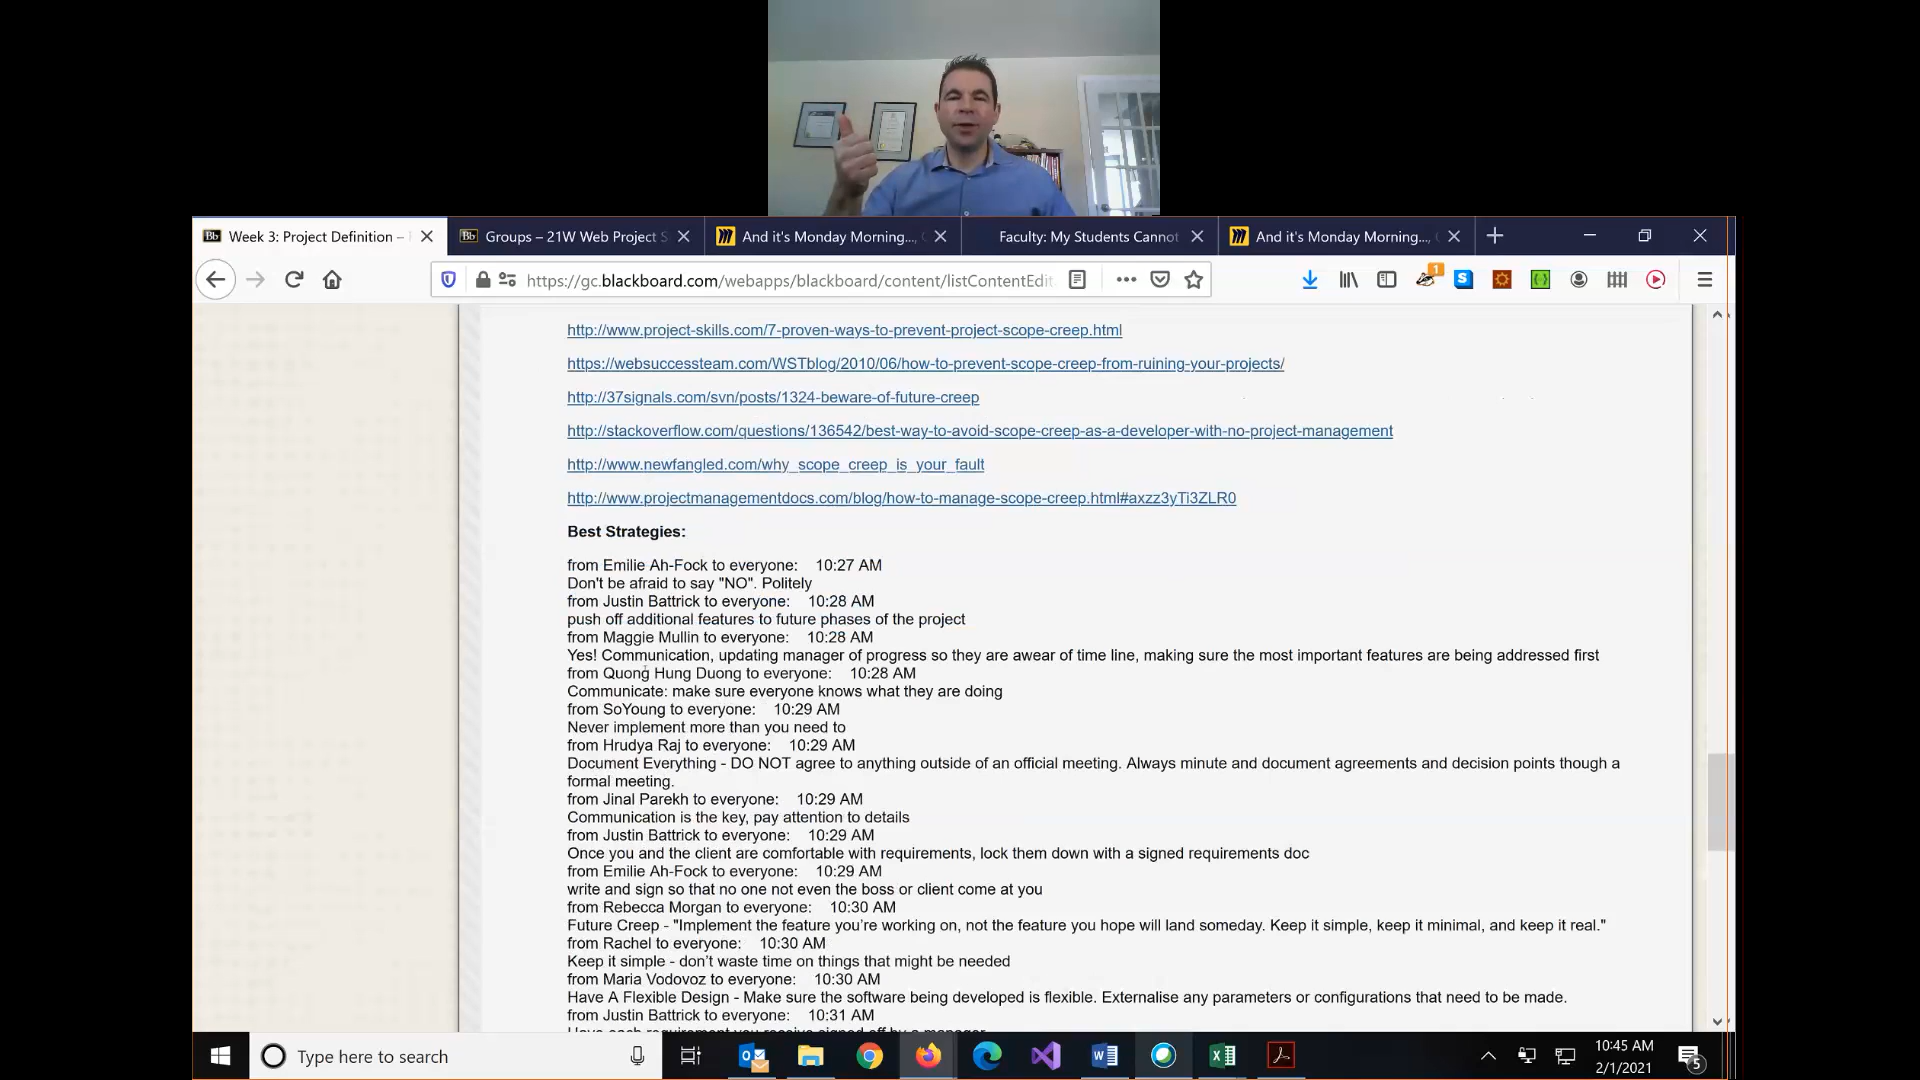 Week 3: Project Definition –
Groups – 21W Web Project S
And it's Monday Morning...,
Faculty: My Students Cannot
And it's Monday Morning...,
https://gc.blackboard.com/webapps/blackboard/content/listContentEdit
1
http://www.project-skills.com/7-proven-ways-to-prevent-project-scope-creep.html
https://websuccessteam.com/WSTblog/2010/06/how-to-prevent-scope-creep-from-ruining-your-projects/
http://37signals.com/svn/posts/1324-beware-of-future-creep
http://stackoverflow.com/questions/136542/best-way-to-avoid-scope-creep-as-a-developer-with-no-project-management
http://www.newfangled.com/why_scope_creep_is_your_fault
http://www.projectmanagementdocs.com/blog/how-to-manage-scope-creep.html#axzz3yTi3ZLR0
Best Strategies:
from Emilie Ah-Fock to everyone: 10:27 AM
Don't be afraid to say "NO". Politely
from Justin Battrick to everyone: 10:28 AM
push off additional features to future phases of the project
from Maggie Mullin to everyone: 10:28 AM
Yes! Communication, updating manager of progress so they are awear of time line, making sure the most important features are being addressed first
from Quong Hung Duong to everyone: 10:28 AM
Communicate: make sure everyone knows what they are doing
from SoYoung to everyone: 10:29 AM
Never implement more than you need to
from Hrudya Raj to everyone: 10:29 AM
Document Everything - DO NOT agree to anything outside of an official meeting. Always minute and document agreements and decision points though a
formal meeting.
from Jinal Parekh to everyone: 10:29 AM
Communication is the key, pay attention to details
from Justin Battrick to everyone: 10:29 AM
Once you and the client are comfortable with requirements, lock them down with a signed requirements doc
from Emilie Ah-Fock to everyone: 10:29 AM
write and sign so that no one not even the boss or client come at you
from Rebecca Morgan to everyone: 10:30 AM
Future Creep - "Implement the feature you're working on, not the feature you hope will land someday. Keep it simple, keep it minimal, and keep it real."
from Rachel to everyone: 10:30 AM
Keep it simple - don't waste time on things that might be needed
from Maria Vodovoz to everyone: 10:30 AM
Have A Flexible Design - Make sure the software being developed is flexible. Externalise any parameters or configurations that need to be made.
from Justin Battrick to everyone: 10:31 AM
Have each requirement you receive signed off by a manager
Type here to search
10:45 AM
2/1/2021
5